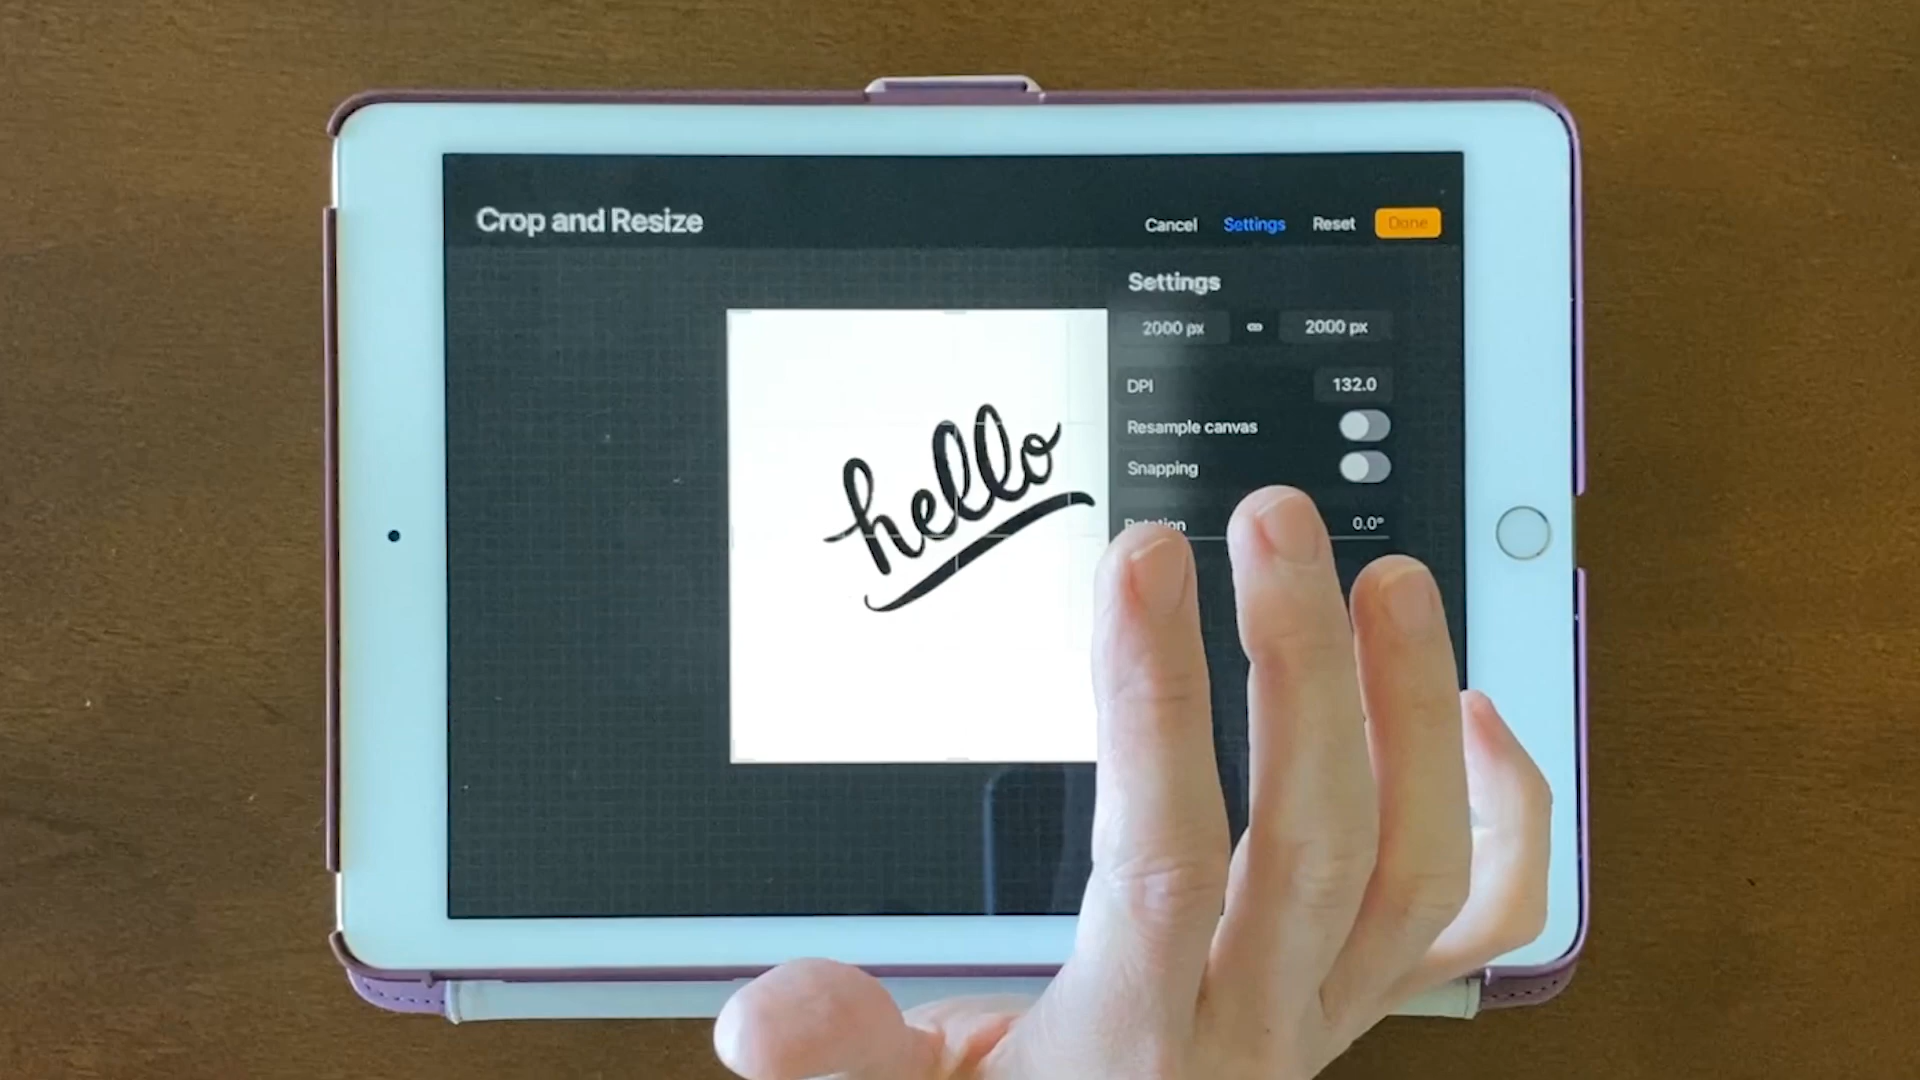 Crop and Resize
Cancel Settings Reset Done
Settings
2000 px 2000 px
DPI 132.0
Resample canvas
Snapping
Rotation 0.0°
hello